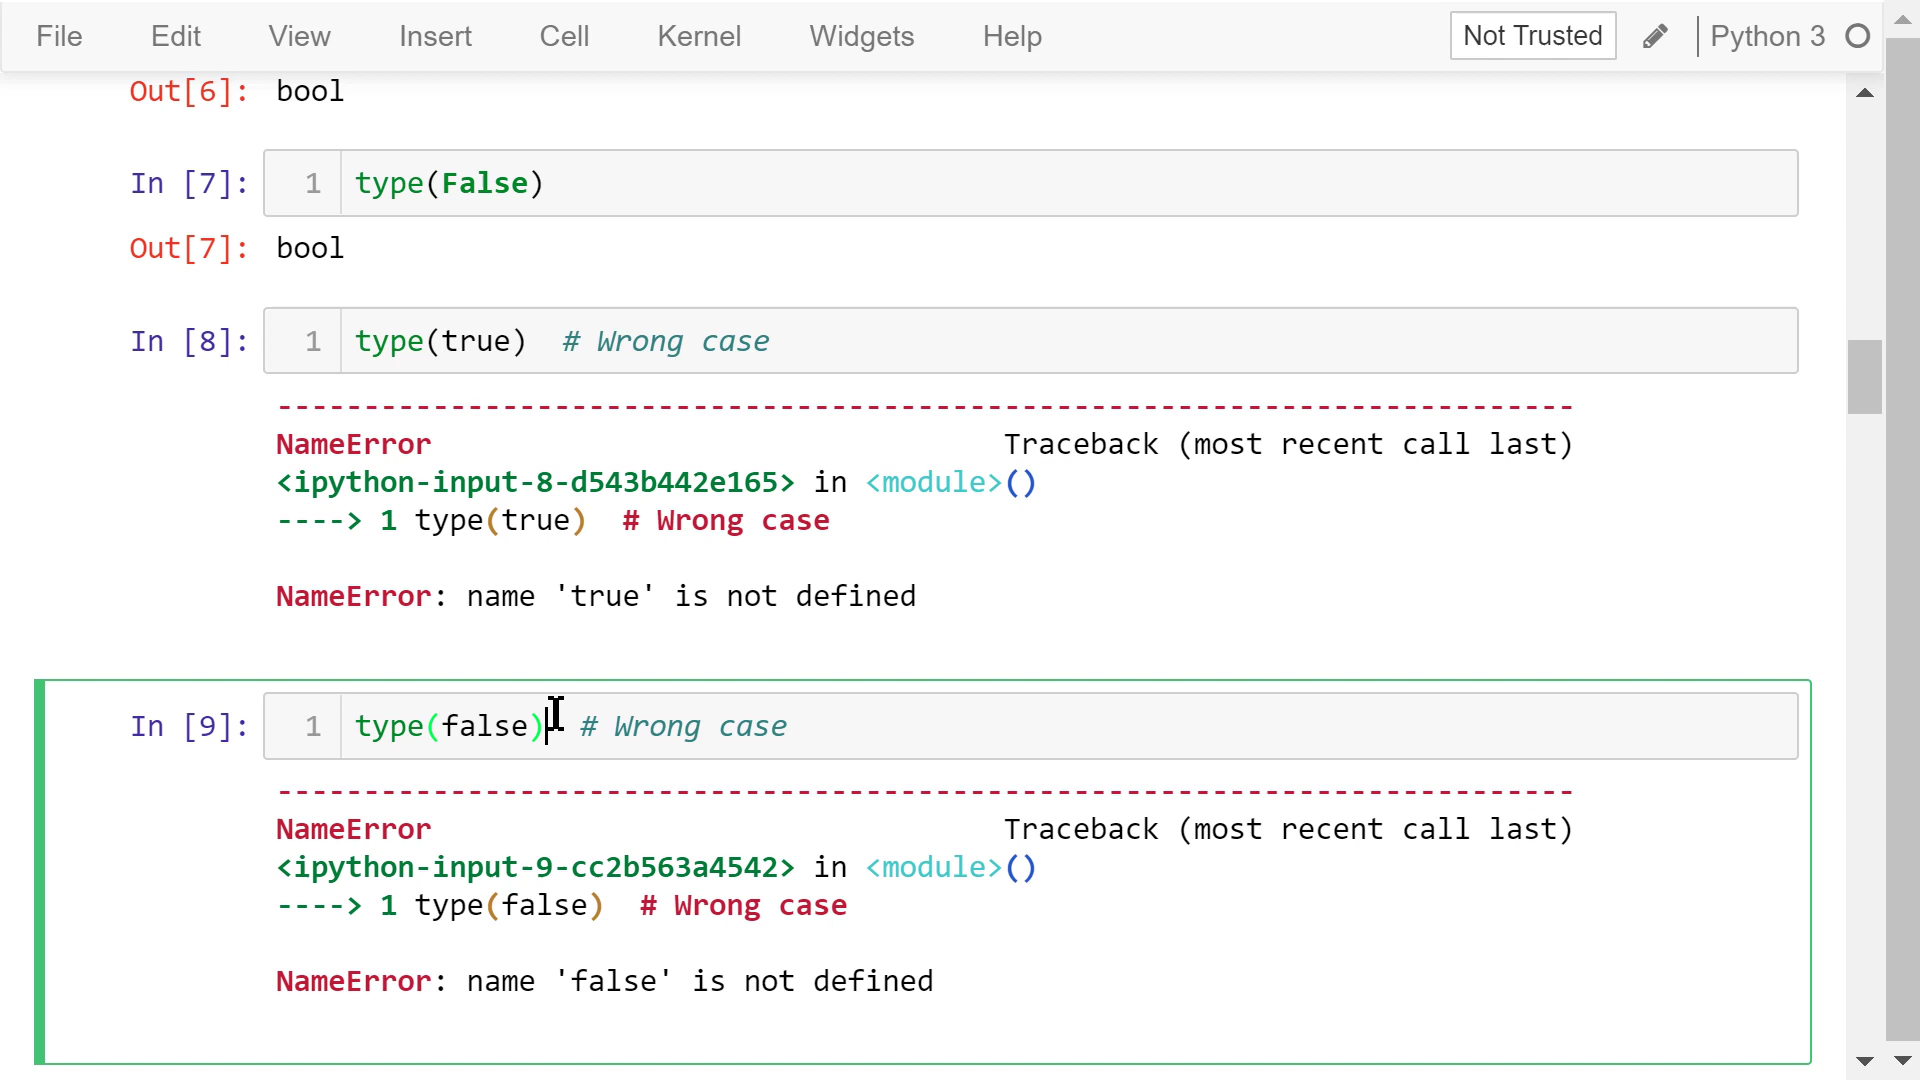 File Edit View Insert Cell Kernel Widgets Help Not Trusted Python 3
Out[6]: bool
In [7]: 1 type(False)
Out[7]: bool
In [8]: 1 type(true)  # Wrong case
---------------------------------------------------------------------------
NameError                                 Traceback (most recent call last)
<ipython-input-8-d543b442e165> in <module>()
----> 1 type(true)  # Wrong case
NameError: name 'true' is not defined
In [9]: 1 type(false)  # Wrong case
---------------------------------------------------------------------------
NameError                                 Traceback (most recent call last)
<ipython-input-9-cc2b563a4542> in <module>()
----> 1 type(false)  # Wrong case
NameError: name 'false' is not defined